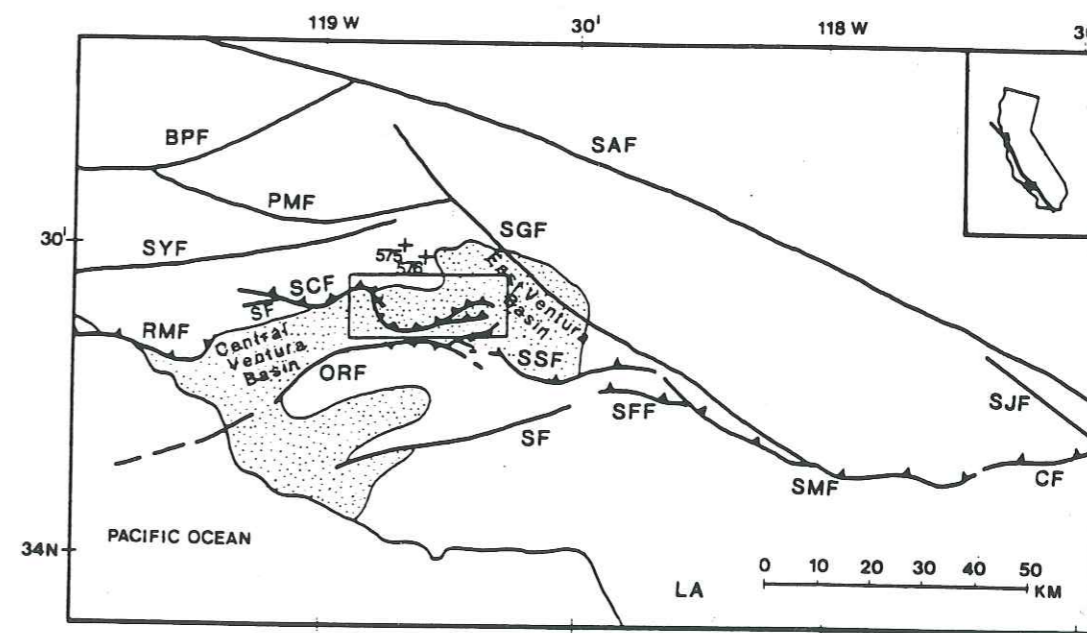 119 W
30'
118 W
3
BPF
SAF
PMF
30'
SYF
SGF
575
576
SCF
SF
East Ventura
Basin
RMF
Central
Ventura
Basin
ORF
SSF
SFF
SJF
SF
SMF
CF
34N
PACIFIC OCEAN
0 10 20 30 40 50
KM
LA